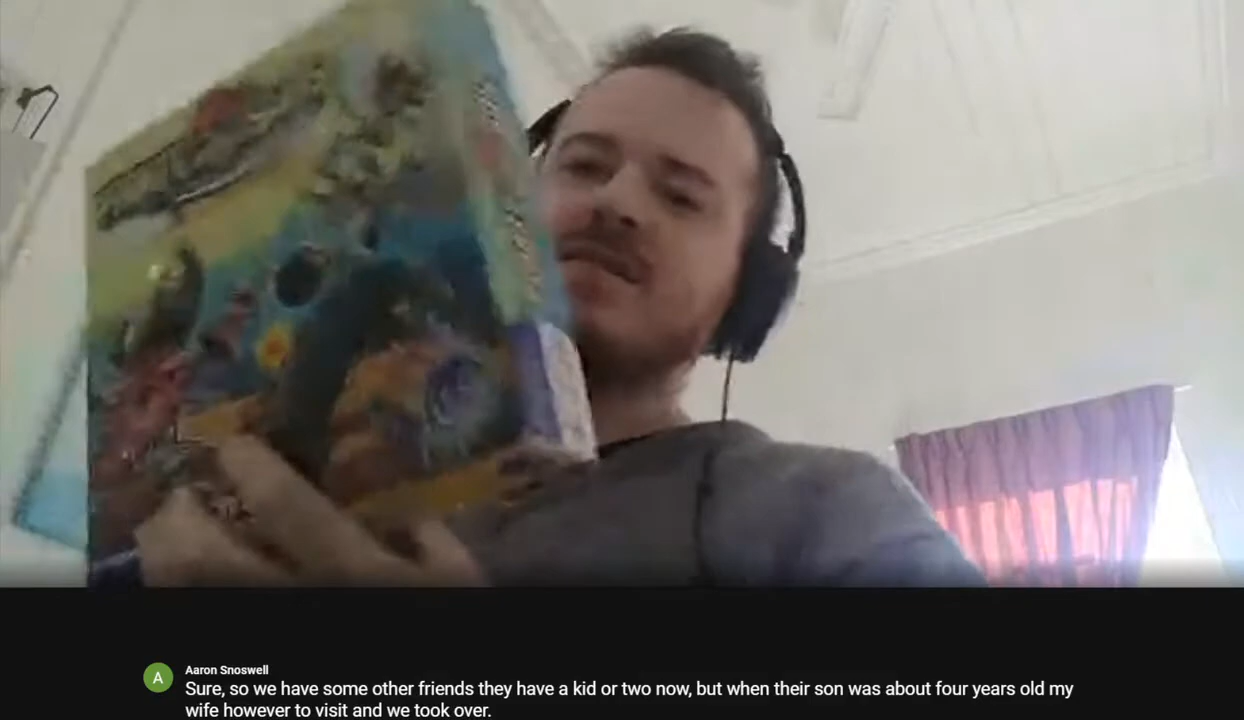 A
Aaron Snoswell
Sure, so we have some other friends they have a kid or two now, but when their son was about four years old my
wife however to visit and we took over.